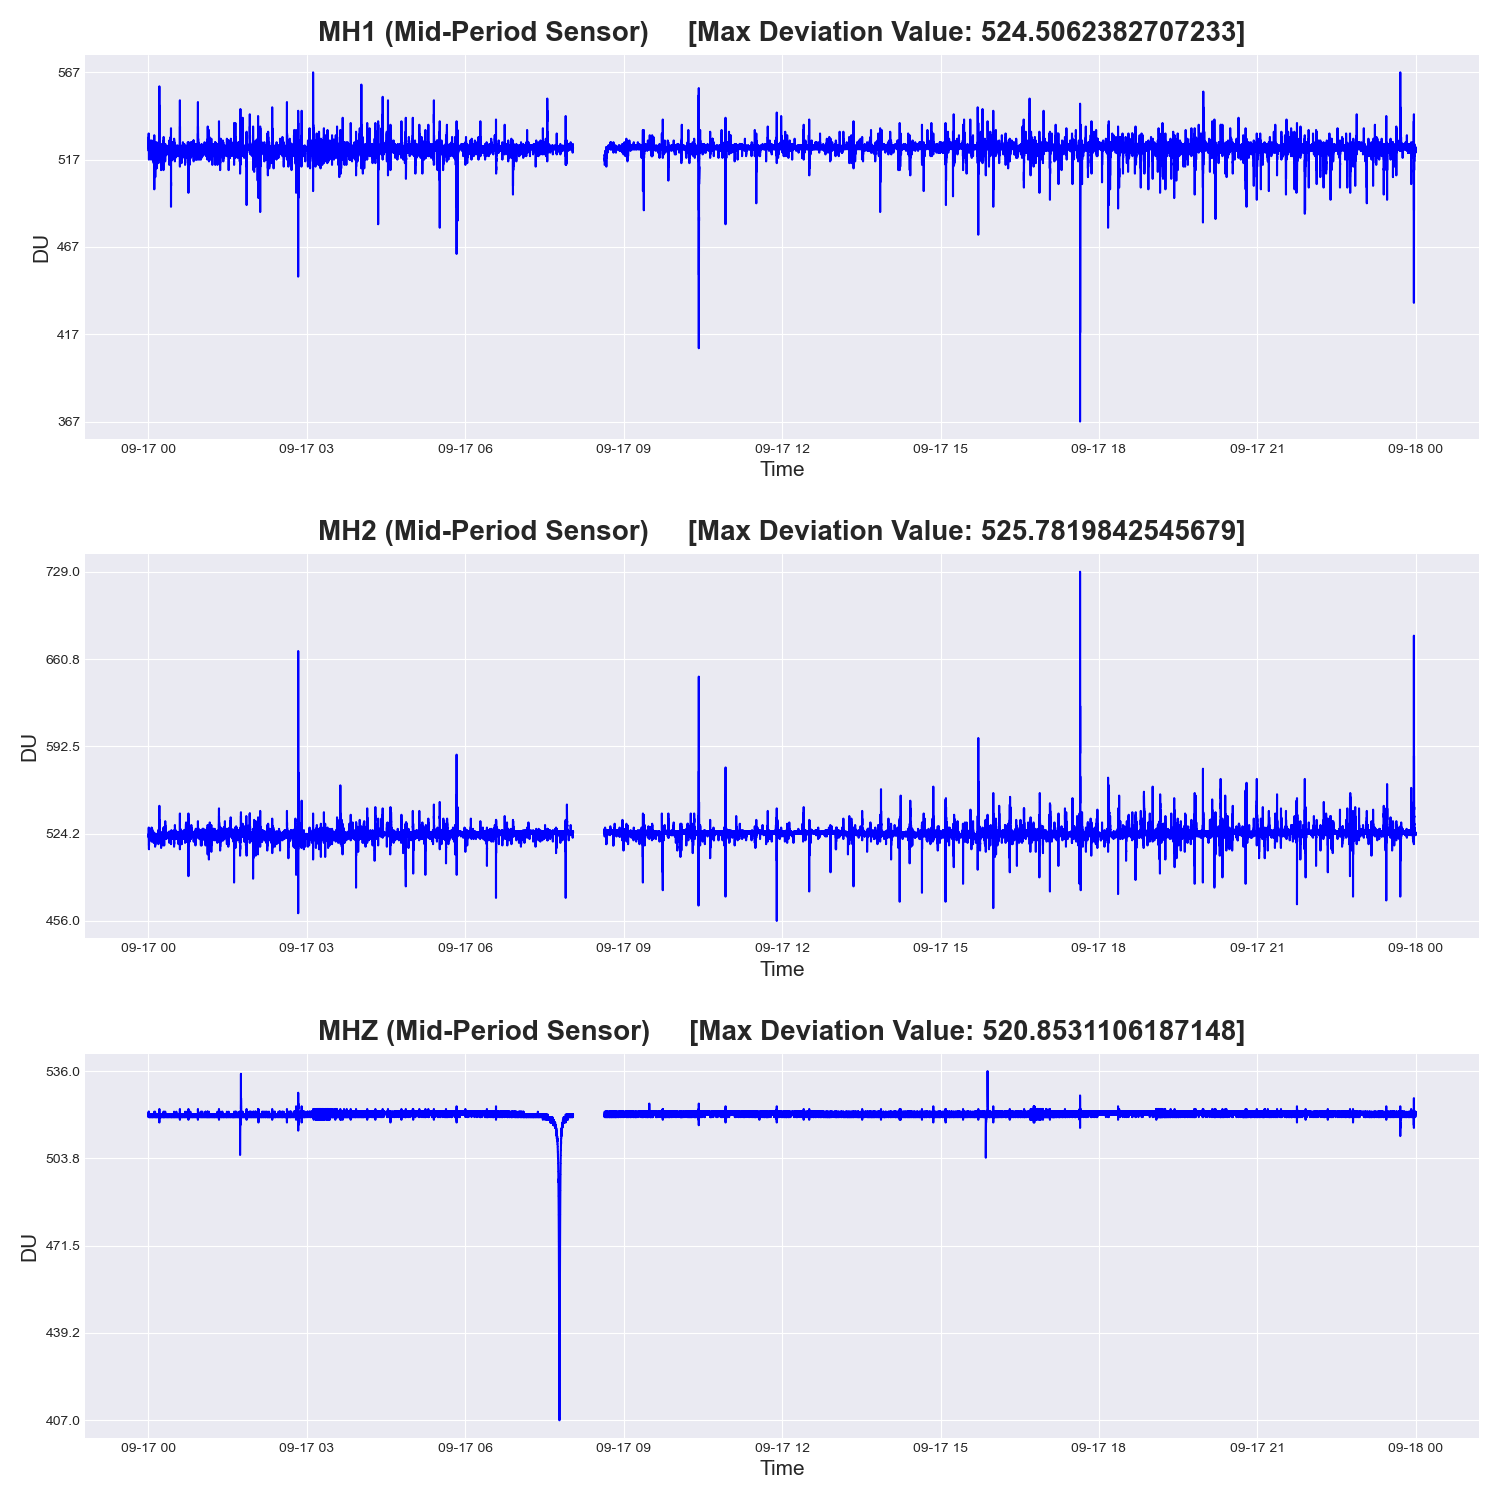 MH1 (Mid-Period Sensor) [Max Deviation Value: 524.5062382707233]
567
517
467
417
367
DU
09-17 00 09-17 03 09-17 06 09-17 09 09-17 12 09-17 15 09-17 18 09-17 21 09-18 00
Time
MH2 (Mid-Period Sensor) [Max Deviation Value: 525.7819842545679]
729.0
660.8
592.5
524.2
456.0
DU
09-17 00 09-17 03 09-17 06 09-17 09 09-17 12 09-17 15 09-17 18 09-17 21 09-18 00
Time
MHZ (Mid-Period Sensor) [Max Deviation Value: 520.8531106187148]
536.0
503.8
471.5
439.2
407.0
DU
09-17 00 09-17 03 09-17 06 09-17 09 09-17 12 09-17 15 09-17 18 09-17 21 09-18 00
Time